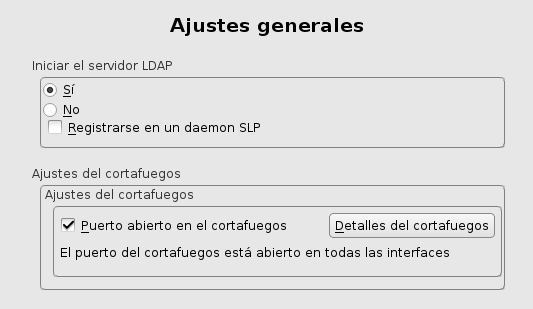 Ajustes generales
Iniciar el servidor LDAP
Sí
No
Registrarse en un daemon SLP
Ajustes del cortafuegos
Ajustes del cortafuegos
Puerto abierto en el cortafuegos
Detalles del cortafuegos
El puerto del cortafuegos está abierto en todas las interfaces